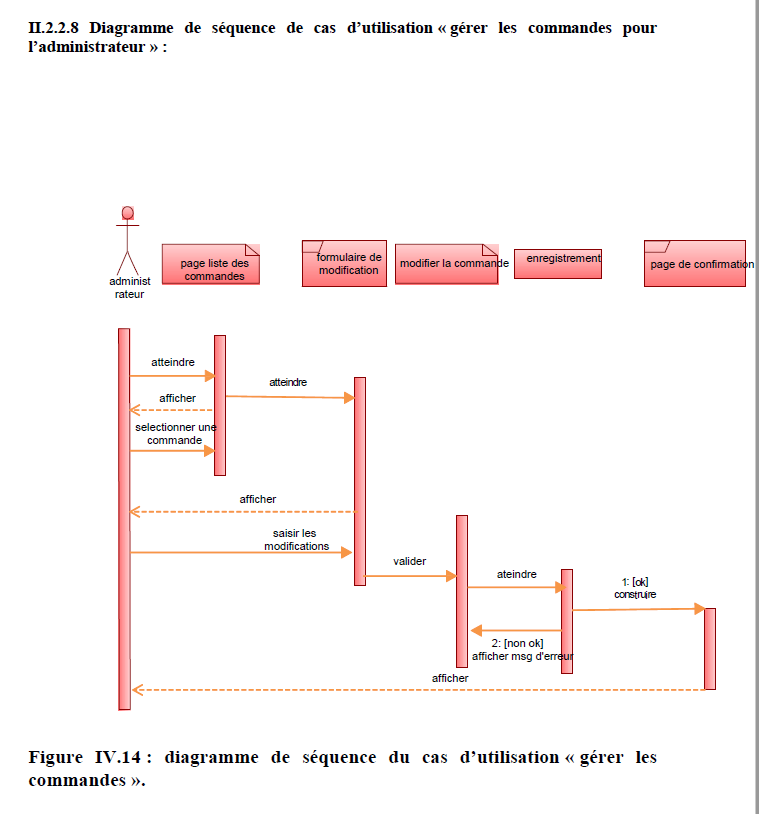 II.2.2.8 Diagramme de séquence de cas d'utilisation « gérer les commandes pour
l'administrateur » :
administ
rateur
page liste des
commandes
formulaire de
modification
modifier la commande
enregistrement
page de confirmation
atteindre
atteindre
afficher
selectionner une
commande
afficher
saisir les
modifications
valider
ateindre
1: [ok]
construire
2: [non ok]
afficher msg d'erreur
afficher
Figure IV.14 : diagramme de séquence du cas d'utilisation « gérer les
commandes ».